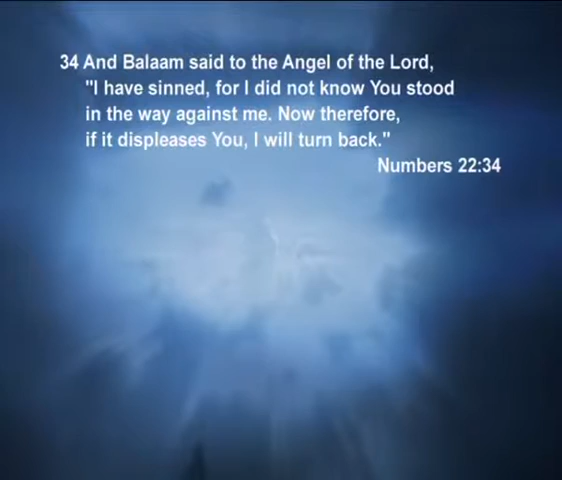 34 And Balaam said to the Angel of the Lord,
"I have sinned, for I did not know You stood
in the way against me. Now therefore,
if it displeases You, I will turn back."
Numbers 22:34